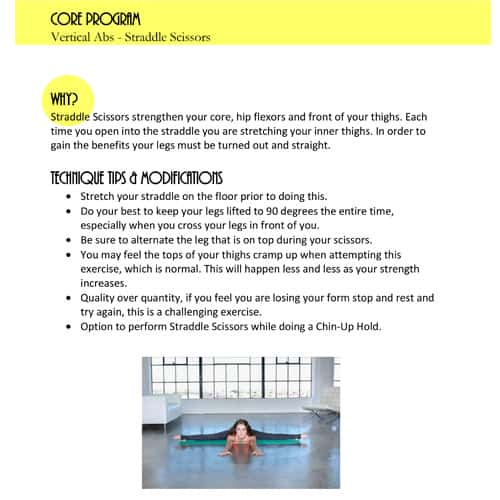 CORE PROGRAM
Vertical Abs - Straddle Scissors
WHY?
Straddle Scissors strengthen your core, hip flexors and front of your thighs. Each
time you open into the straddle you are stretching your inner thighs. In order to
gain the benefits your legs must be turned out and straight.
TECHNIQUE TIPS & MODIFICATIONS
• Stretch your straddle on the floor prior to doing this.
• Do your best to keep your legs lifted to 90 degrees the entire time,
especially when you cross your legs in front of you.
• Be sure to alternate the leg that is on top during your scissors.
• You may feel the tops of your thighs cramp up when attempting this
exercise, which is normal. This will happen less and less as your strength
increases.
• Quality over quantity, if you feel you are losing your form stop and rest and
try again, this is a challenging exercise.
• Option to perform Straddle Scissors while doing a Chin-Up Hold.